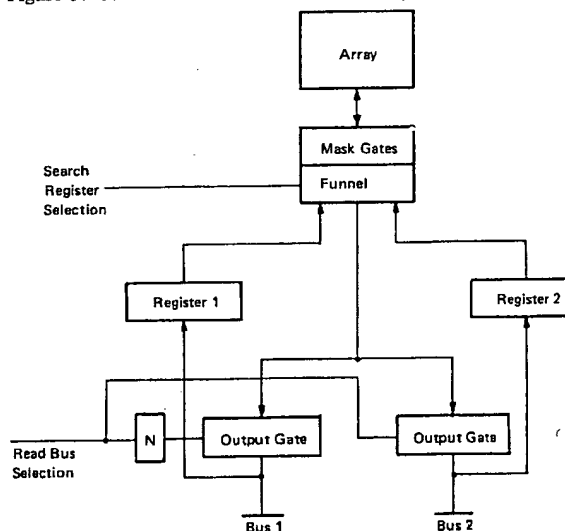 Array
Mask Gates
Funnel
Search
Register
Selection
Register 1
Register 2
N
Output Gate
Output Gate
Read Bus
Selection
Bus 1
Bus 2